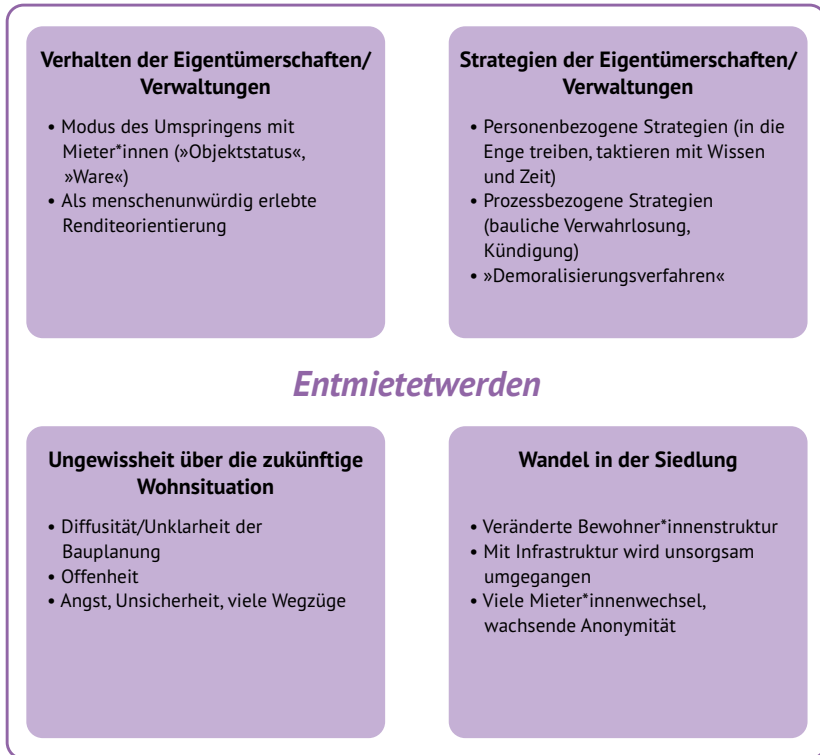 Verhalten der Eigentümerschaften/
Verwaltungen
• Modus des Umspringens mit
Mieter*innen (»Objektstatus«,
»Ware«)
• Als menschenunwürdig erlebte
Renditeorientierung
Strategien der Eigentümerschaften/
Verwaltungen
• Personenbezogene Strategien (in die
Enge treiben, taktieren mit Wissen
und Zeit)
• Prozessbezogene Strategien
(bauliche Verwahrlosung,
Kündigung)
• »Demoralisierungsverfahren«
Entmietetwerden
Ungewissheit über die zukünftige
Wohnsituation
• Diffusität/Unklarheit der
Bauplanung
• Offenheit
• Angst, Unsicherheit, viele Wegzüge
Wandel in der Siedlung
• Veränderte Bewohner*innenstruktur
• Mit Infrastruktur wird unsorgsam
umgegangen
• Viele Mieter*innenwechsel,
wachsende Anonymität